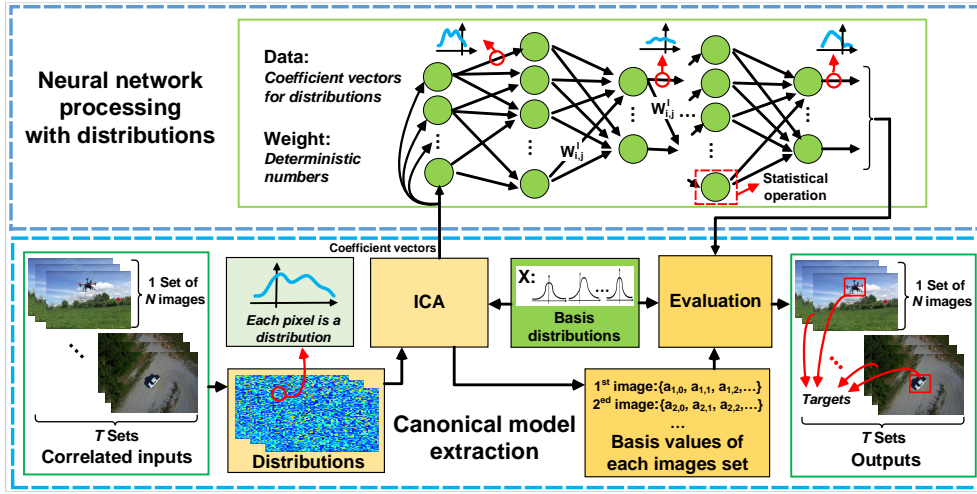 Neural network
processing
with distributions
Data:
Coefficient vectors
for distributions
Weight:
Deterministic
numbers
W^l_{i,j}
W^l_{i,j}
Statistical
operation
Coefficient vectors
1 Set of
N images
T Sets
Correlated inputs
Each pixel is a
distribution
Distributions
ICA
Canonical model
extraction
X:
Basis
distributions
Evaluation
1st image:{a1,0, a1,1, a1,2,…}
2ed image:{a2,0, a2,1, a2,2,…}
…
Basis values of
each images set
1 Set of
N images
Targets
T Sets
Outputs